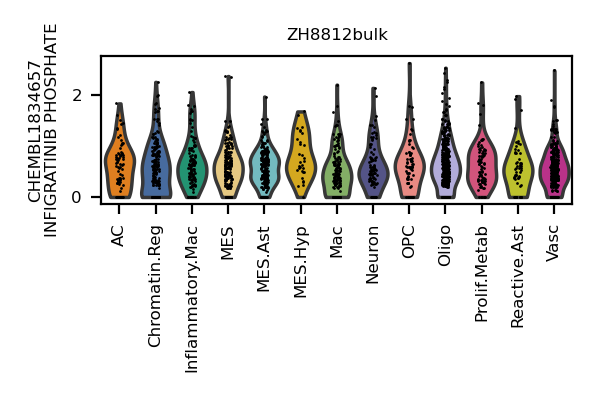 ZH8812bulk
CHEMBL1834657
INFIGRATINIB PHOSPHATE
2
0
AC
Chromatin.Reg
Inflammatory.Mac
MES
MES.Ast
MES.Hyp
Mac
Neuron
OPC
Oligo
Prolif.Metab
Reactive.Ast
Vasc